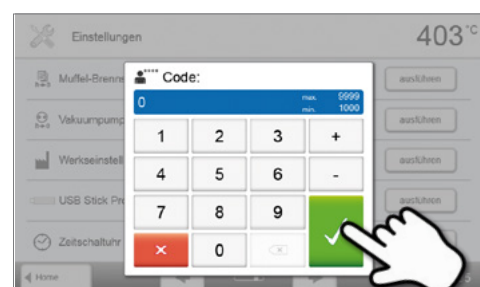 Einstellungen 403 °C
Muffel-Brenn ausführen
**** Code:
0 max. 9999
min. 1000
Vakuumpump ausführen
1 2 3 +
Werkseinstell ausführen
4 5 6 -
USB Stick Pr ausführen
7 8 9
Zeitschaltuhr
0
Home
5